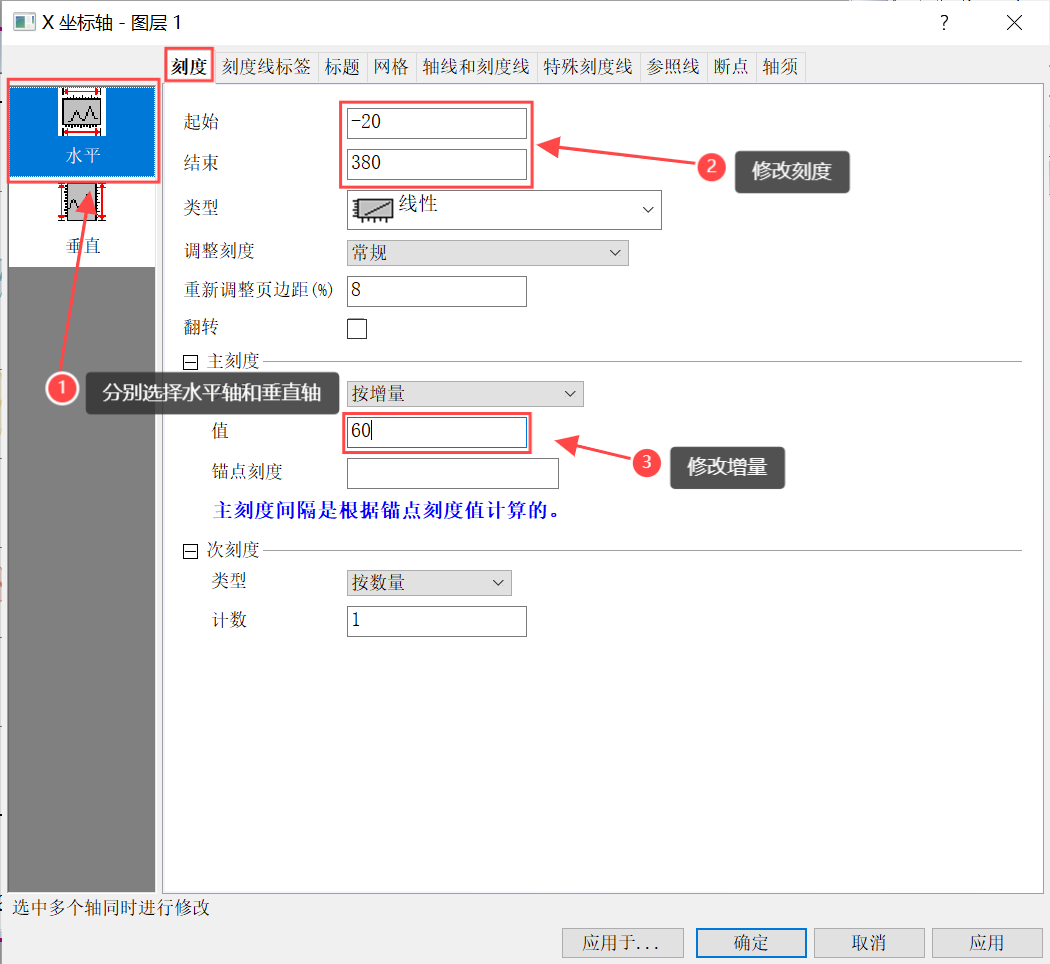 X 坐标轴 - 图层 1
?
刻度 刻度线标签 标题 网格 轴线和刻度线 特殊刻度线 参照线 断点 轴须
水平
垂直
1
分别选择水平轴和垂直轴
起始 -20
结束 380
2 修改刻度
类型 线性
调整刻度 常规
重新调整页边距(%) 8
翻转
主刻度
按增量
值 60
3 修改增量
锚点刻度
主刻度间隔是根据锚点刻度值计算的。
次刻度
类型 按数量
计数 1
选中多个轴同时进行修改
应用于... 确定 取消 应用